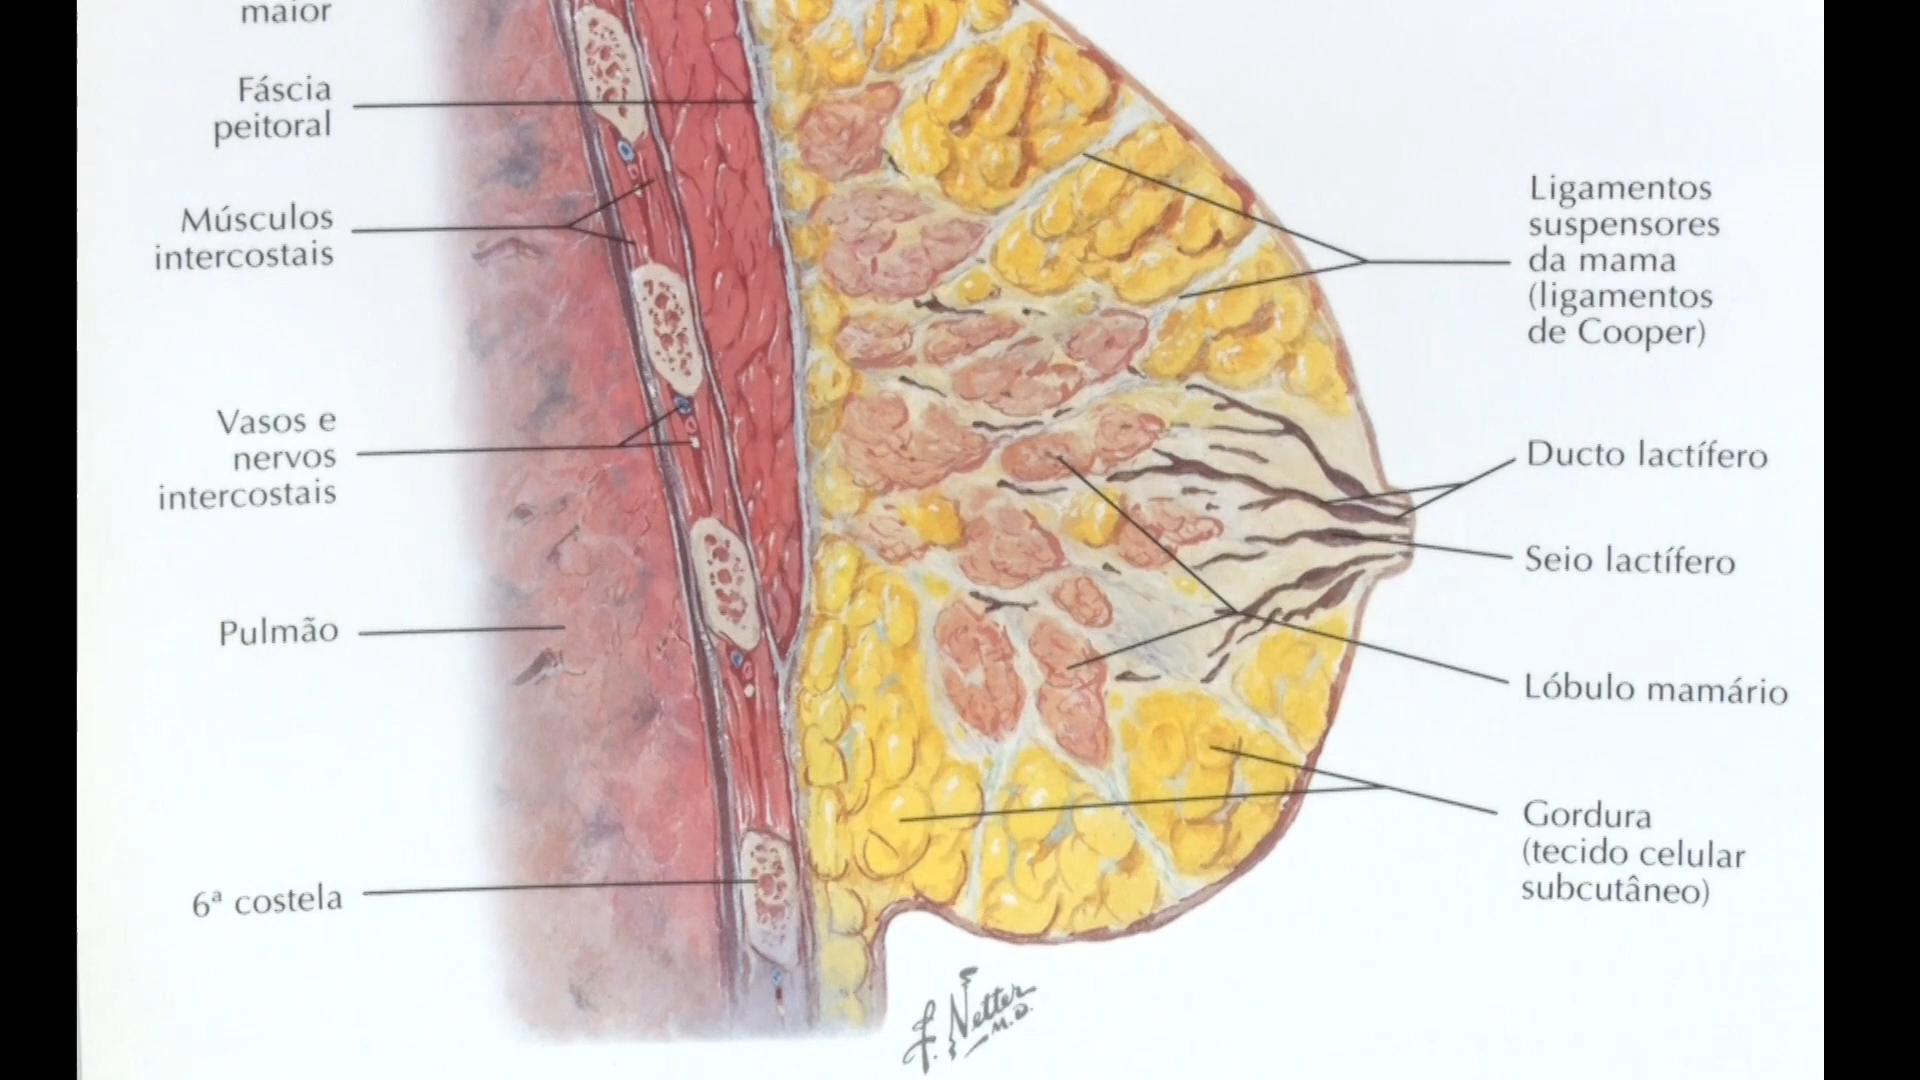 maior
Fáscia
peitoral
Músculos
intercostais
Vasos e
nervos
intercostais
Pulmão
6ª costela
Ligamentos
suspensores
da mama
(ligamentos
de Cooper)
Ducto lactífero
Seio lactífero
Lóbulo mamário
Gordura
(tecido celular
subcutâneo)
F. Netter
M.D.